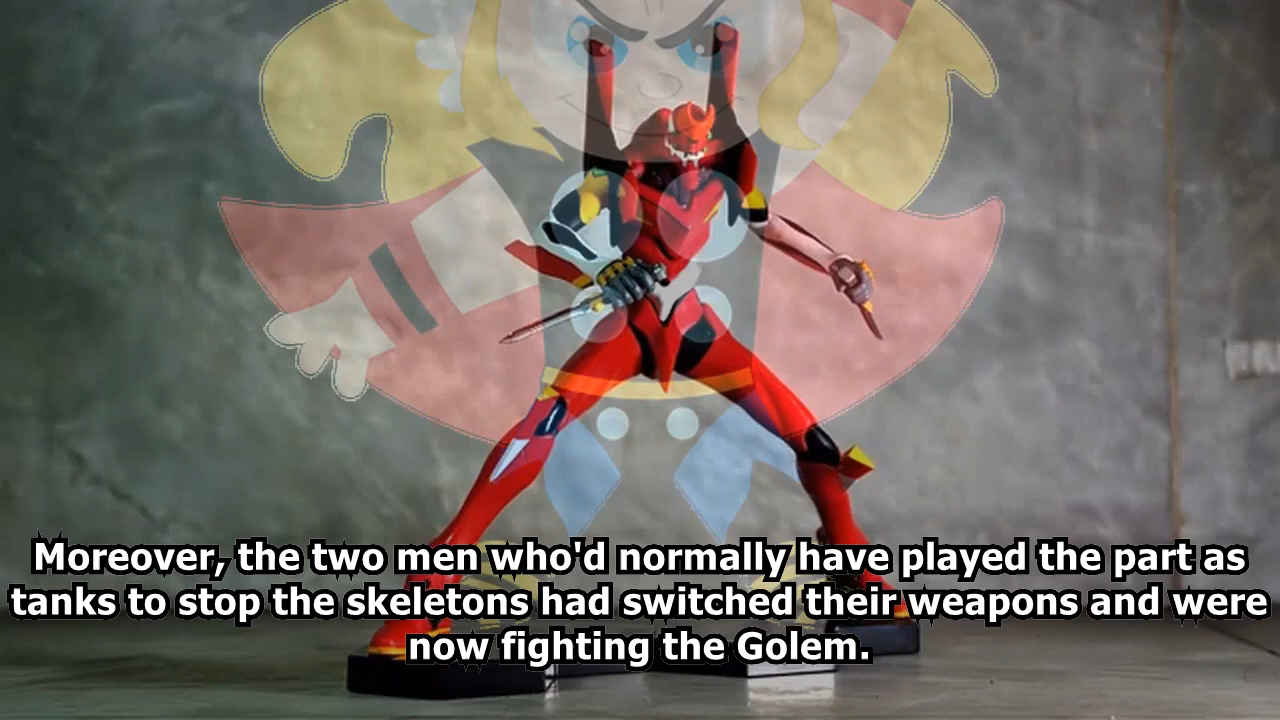 Moreover, the two men who'd normally have played the part as
tanks to stop the skeletons had switched their weapons and were
now fighting the Golem.